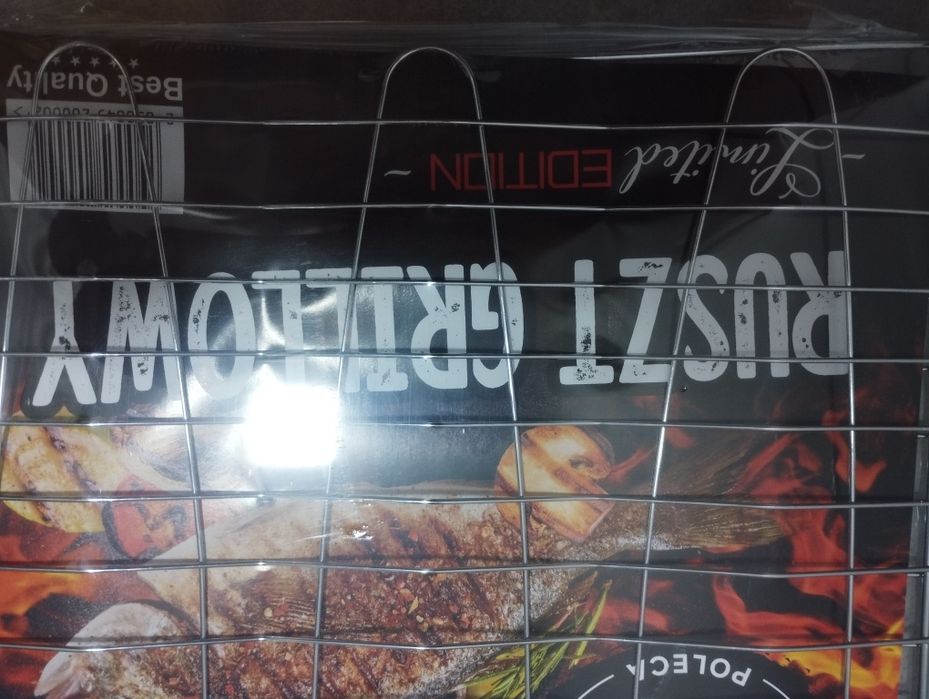 ~ Limited EDITION ~
RUSZT GRILLOWY
Best Quality
POLECA